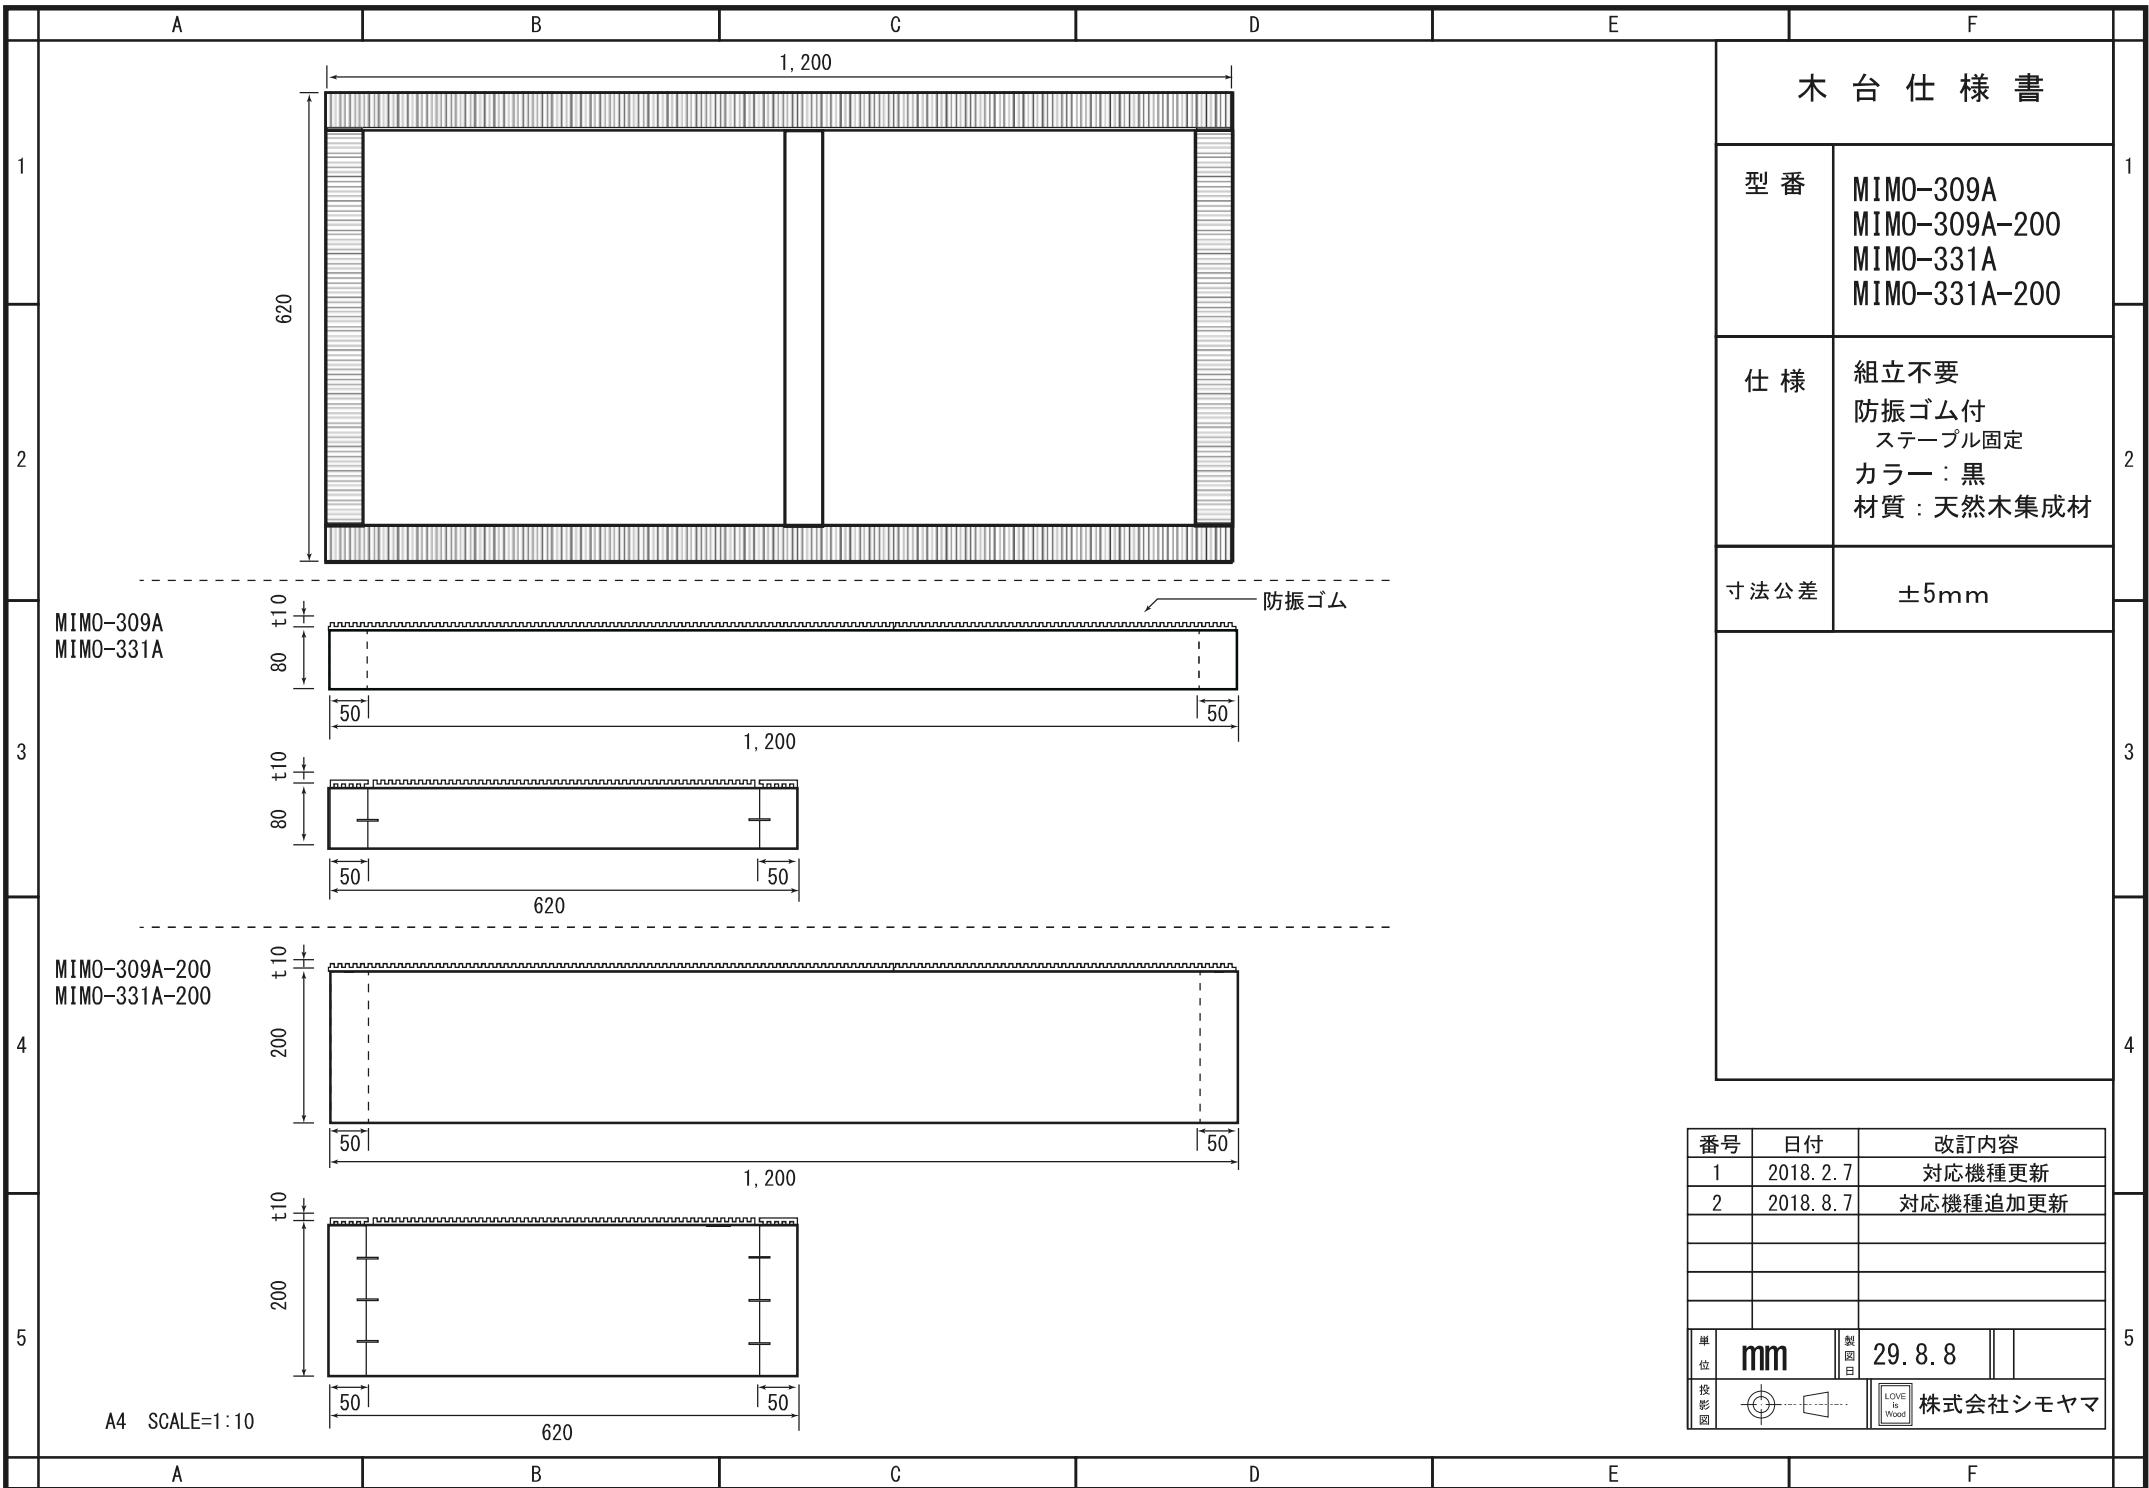 A B C D E F
1
2
3
4
5
1,200
620
MIMO-309A
MIMO-331A
t10
80
防振ゴム
50
50
1,200
t10
80
50
50
620
MIMO-309A-200
MIMO-331A-200
t10
200
50
50
1,200
t10
200
50
50
620
A4 SCALE=1:10
木台仕様書
型番
MIMO-309A
MIMO-309A-200
MIMO-331A
MIMO-331A-200
仕様
組立不要
防振ゴム付
ステープル固定
カラー：黒
材質：天然木集成材
寸法公差 ±5mm
1
2
3
4
5
番号 日付 改訂内容
1 2018.2.7 対応機種更新
2 2018.8.7 対応機種追加更新
単位 mm 製図日 29.8.8
投影図
LOVE
is
Wood
株式会社シモヤマ
A B C D E F